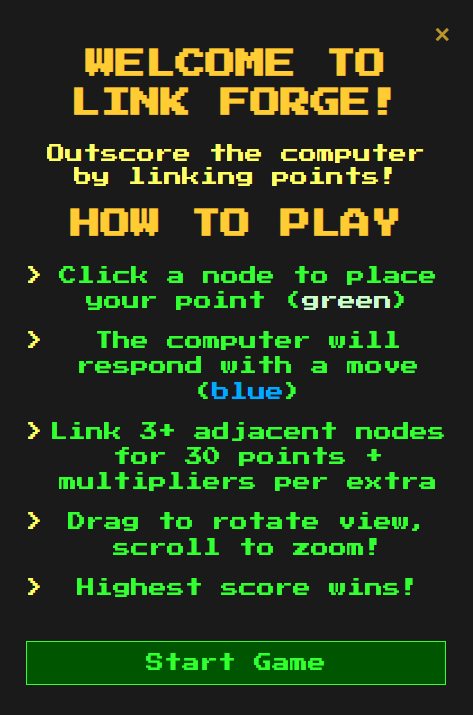 ×
WELCOME TO
LINK FORGE!
Outscore the computer
by linking points!
HOW TO PLAY
> Click a node to place
your point (green)
> The computer will
respond with a move
(blue)
> Link 3+ adjacent nodes
for 30 points +
multipliers per extra
> Drag to rotate view,
scroll to zoom!
> Highest score wins!
Start Game